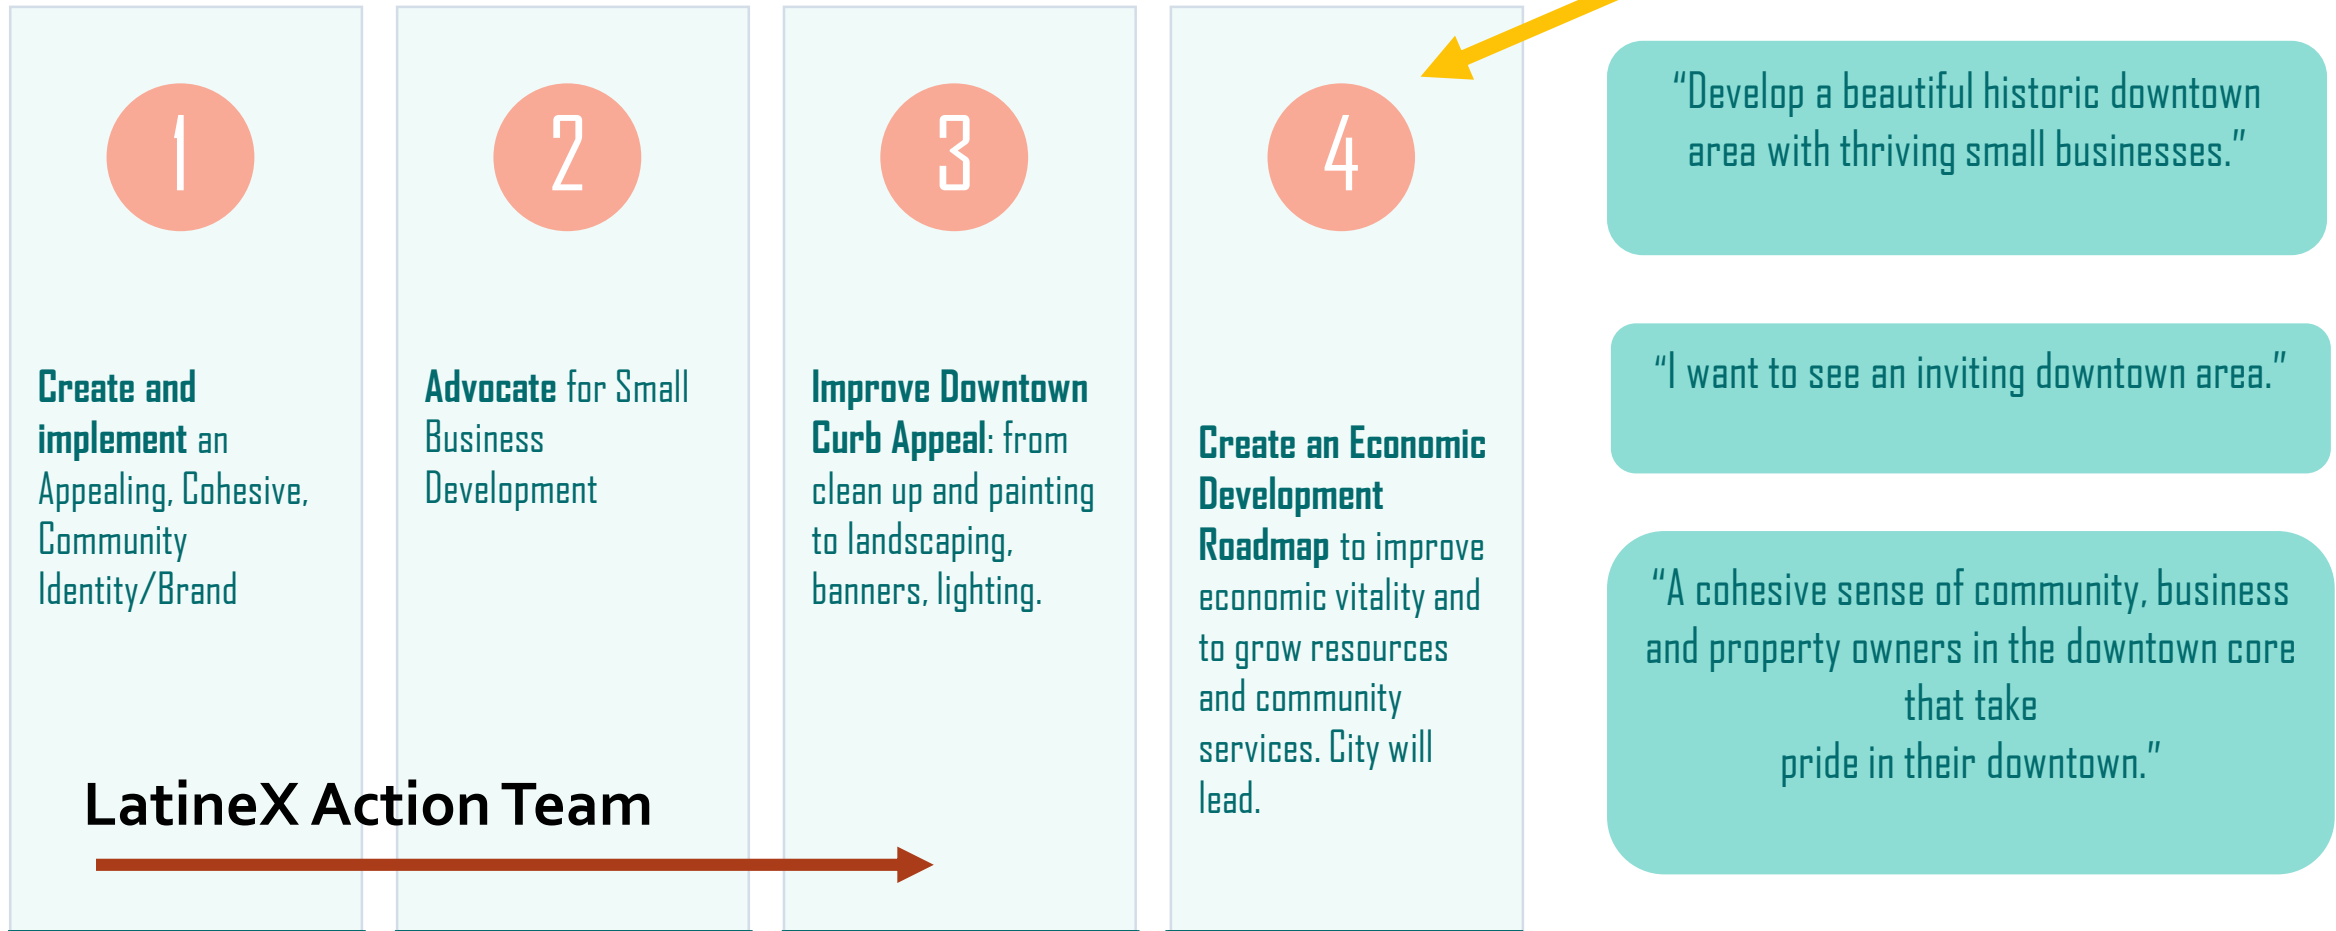 1
Create and
implement an
Appealing, Cohesive,
Community
Identity/Brand
2
Advocate for Small
Business
Development
3
Improve Downtown
Curb Appeal: from
clean up and painting
to landscaping,
banners, lighting.
4
Create an Economic
Development
Roadmap to improve
economic vitality and
to grow resources
and community
services. City will
lead.
LatineX Action Team
“Develop a beautiful historic downtown
area with thriving small businesses.”
“I want to see an inviting downtown area.”
“A cohesive sense of community, business
and property owners in the downtown core
that take
pride in their downtown.”